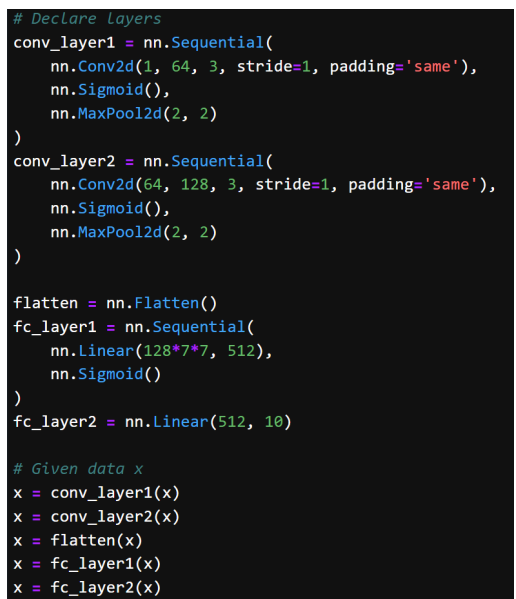 # Declare layers
conv_layer1 = nn.Sequential(
    nn.Conv2d(1, 64, 3, stride=1, padding='same'),
    nn.Sigmoid(),
    nn.MaxPool2d(2, 2)
)
conv_layer2 = nn.Sequential(
    nn.Conv2d(64, 128, 3, stride=1, padding='same'),
    nn.Sigmoid(),
    nn.MaxPool2d(2, 2)
)

flatten = nn.Flatten()
fc_layer1 = nn.Sequential(
    nn.Linear(128*7*7, 512),
    nn.Sigmoid()
)
fc_layer2 = nn.Linear(512, 10)

# Given data x
x = conv_layer1(x)
x = conv_layer2(x)
x = flatten(x)
x = fc_layer1(x)
x = fc_layer2(x)